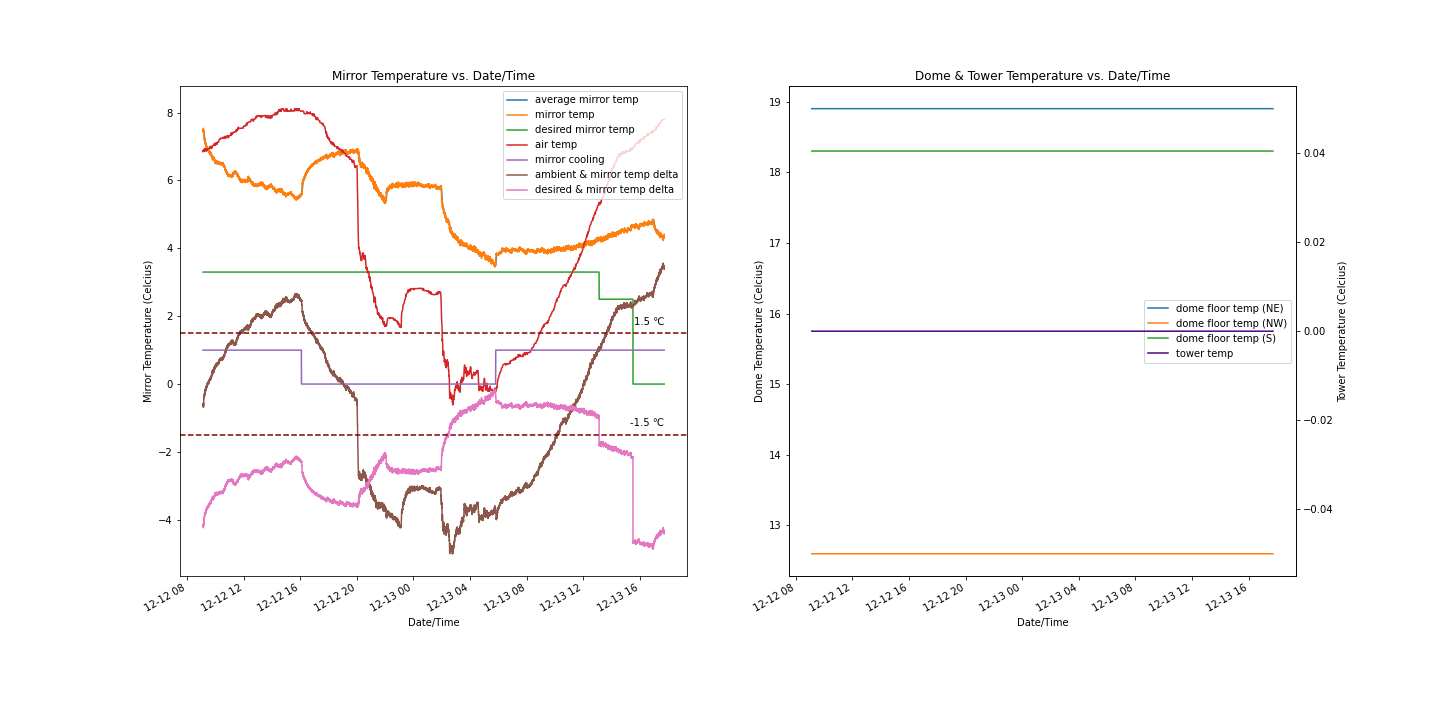 Mirror Temperature vs. Date/Time
8
6
4
2
0
−2
−4
Mirror Temperature (Celcius)
average mirror temp
mirror temp
desired mirror temp
air temp
mirror cooling
ambient & mirror temp delta
desired & mirror temp delta
1.5 °C
-1.5 °C
12-12 08
12-12 12
12-12 16
12-12 20
12-13 00
12-13 04
12-13 08
12-13 12
12-13 16
Date/Time
Dome & Tower Temperature vs. Date/Time
19
18
17
16
15
14
13
Dome Temperature (Celcius)
dome floor temp (NE)
dome floor temp (NW)
dome floor temp (S)
tower temp
0.04
0.02
0.00
−0.02
−0.04
Tower Temperature (Celcius)
12-12 08
12-12 12
12-12 16
12-12 20
12-13 00
12-13 04
12-13 08
12-13 12
12-13 16
Date/Time